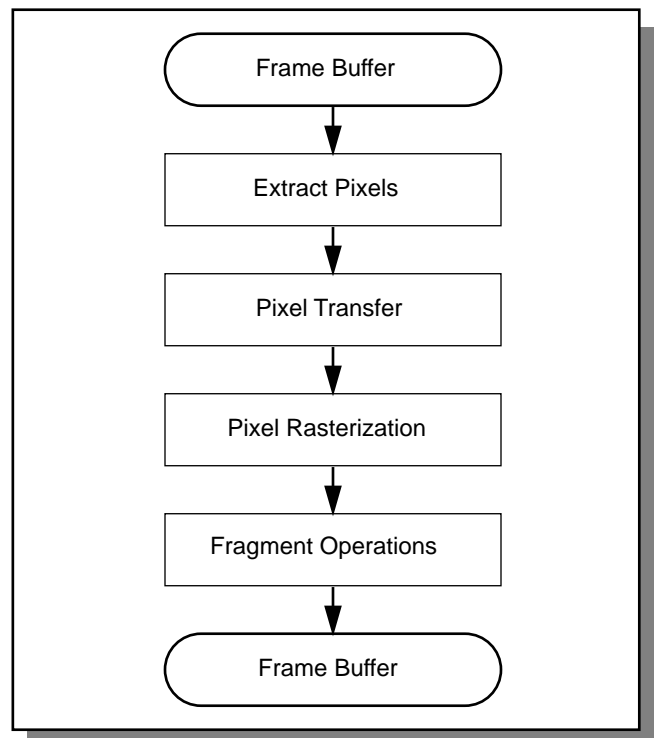 Frame Buffer
Extract Pixels
Pixel Transfer
Pixel Rasterization
Fragment Operations
Frame Buffer